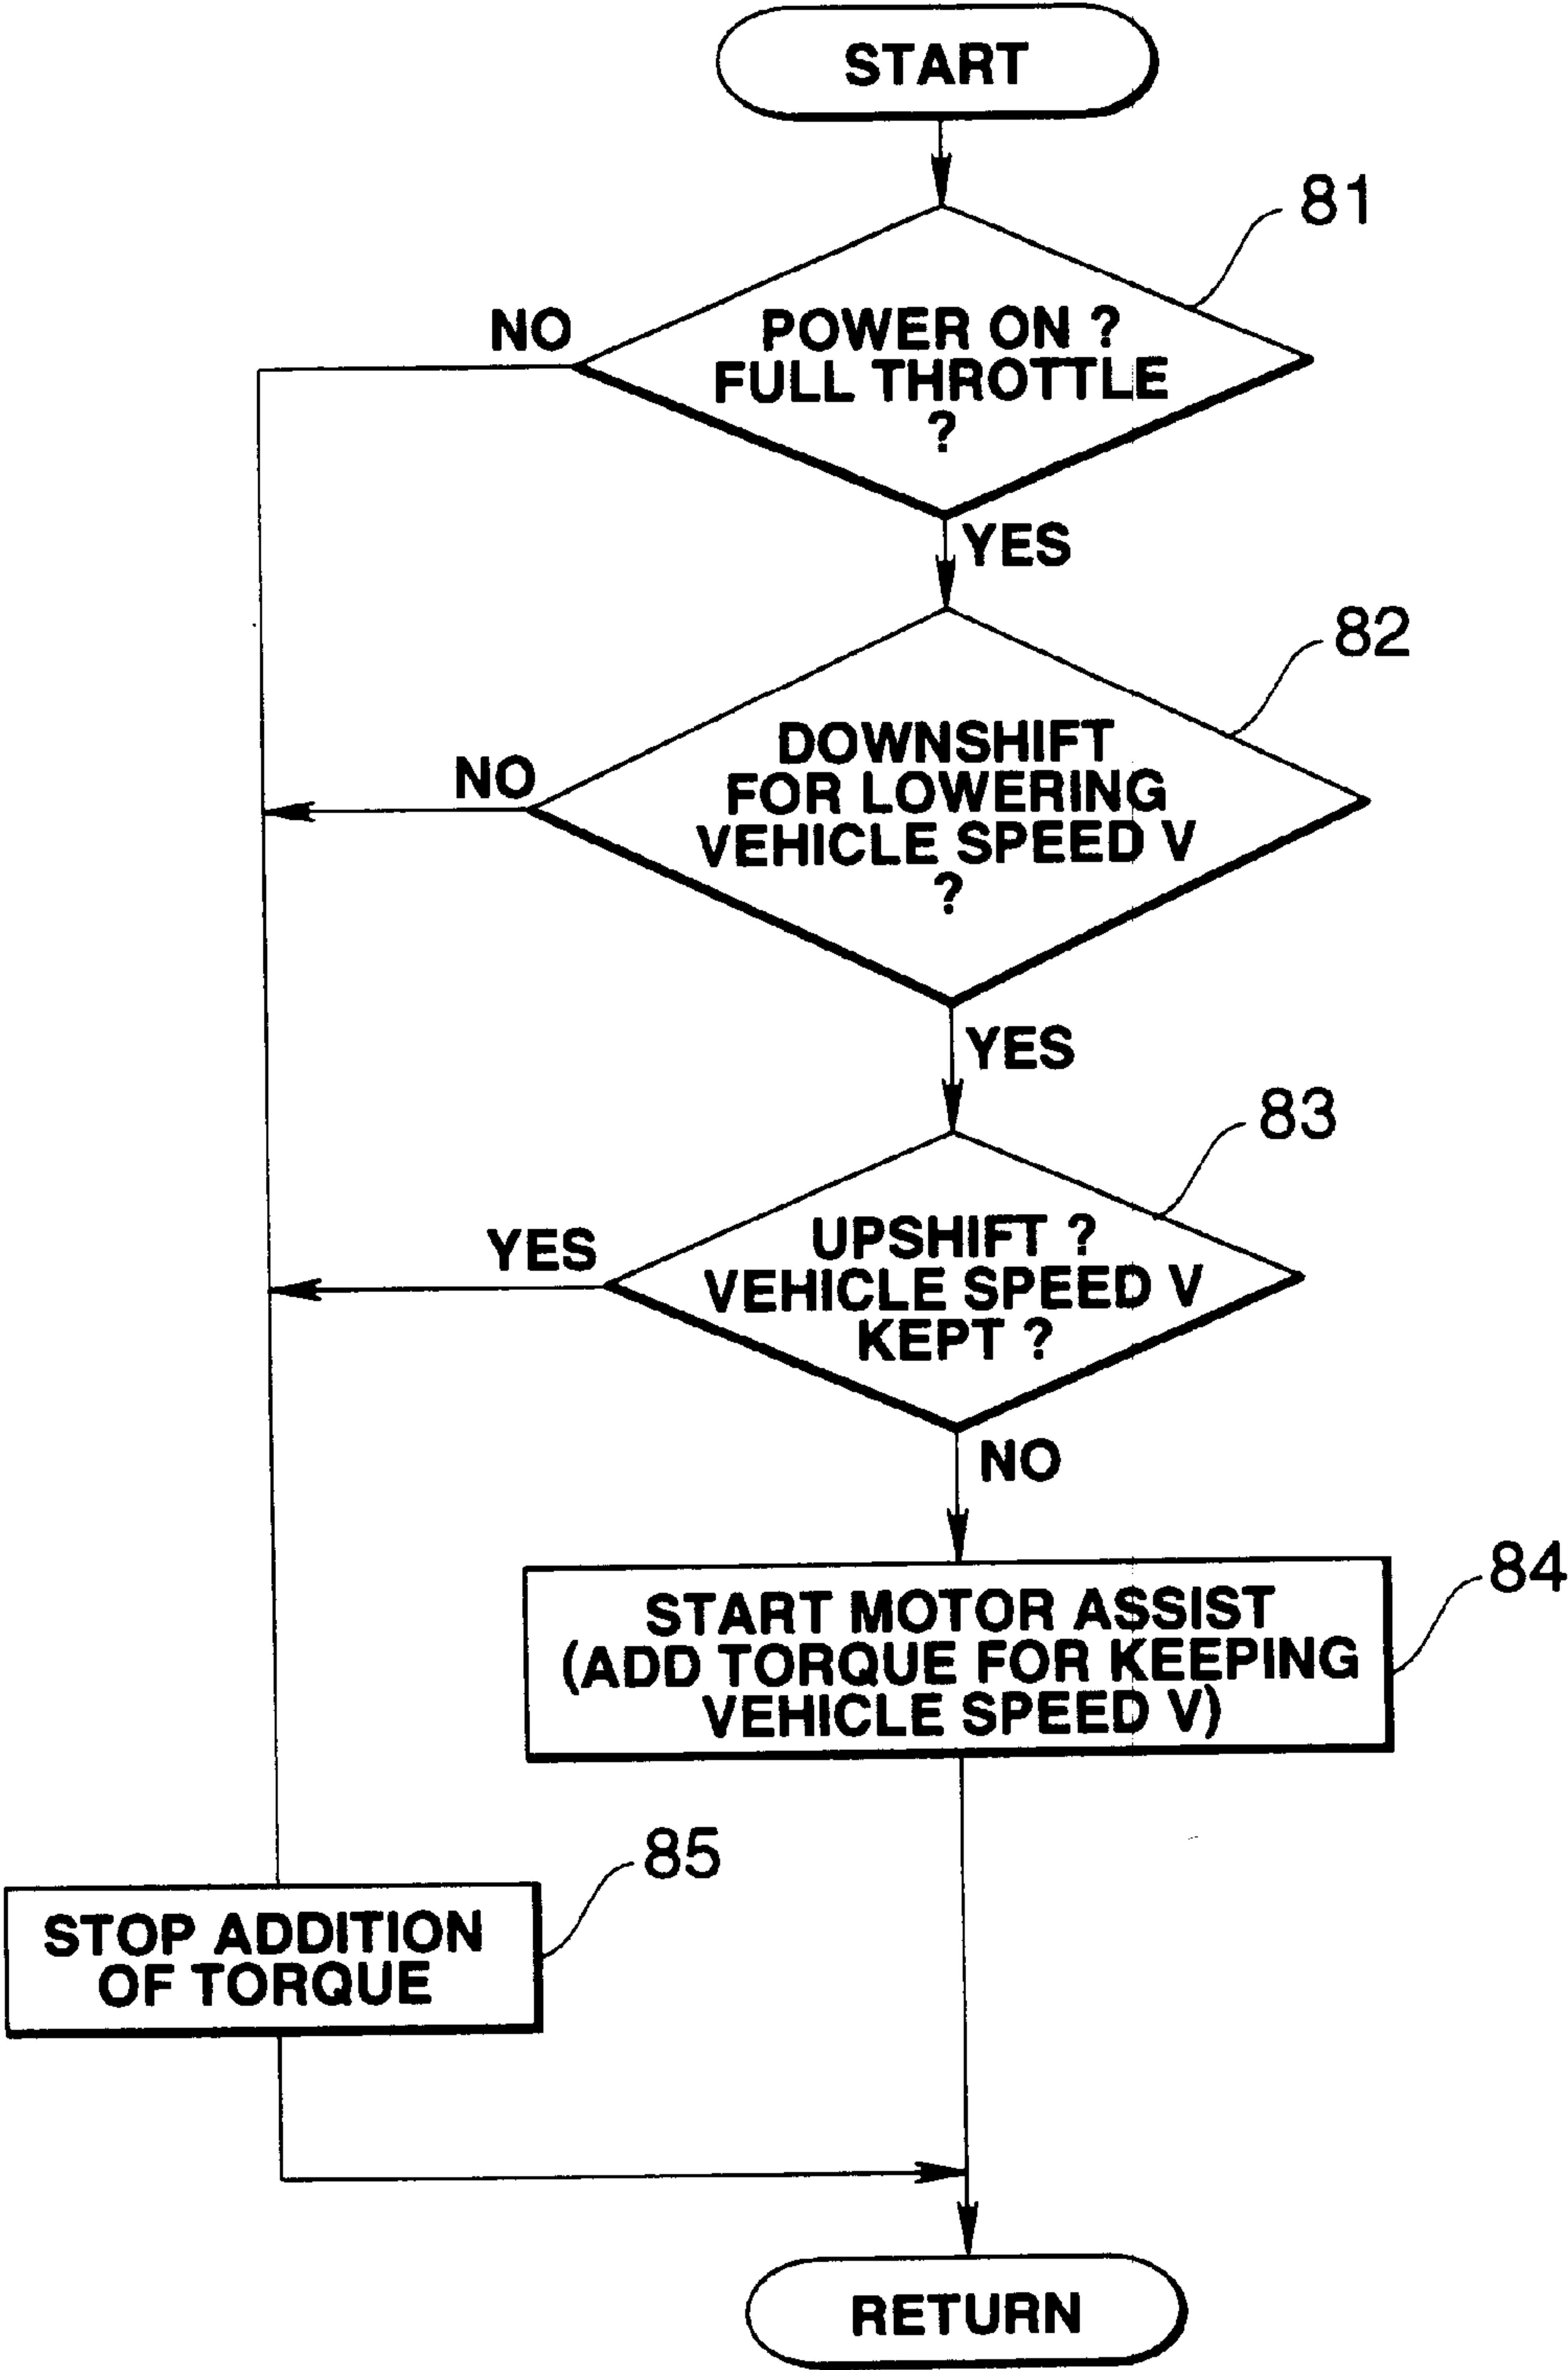 START
81
NO
POWER ON ?
FULL THROTTLE
?
YES
82
NO
DOWNSHIFT
FOR LOWERING
VEHICLE SPEED V
?
YES
83
YES
UPSHIFT ?
VEHICLE SPEED V
KEPT ?
NO
84
START MOTOR ASSIST
(ADD TORQUE FOR KEEPING
VEHICLE SPEED V)
85
STOP ADDITION
OF TORQUE
RETURN